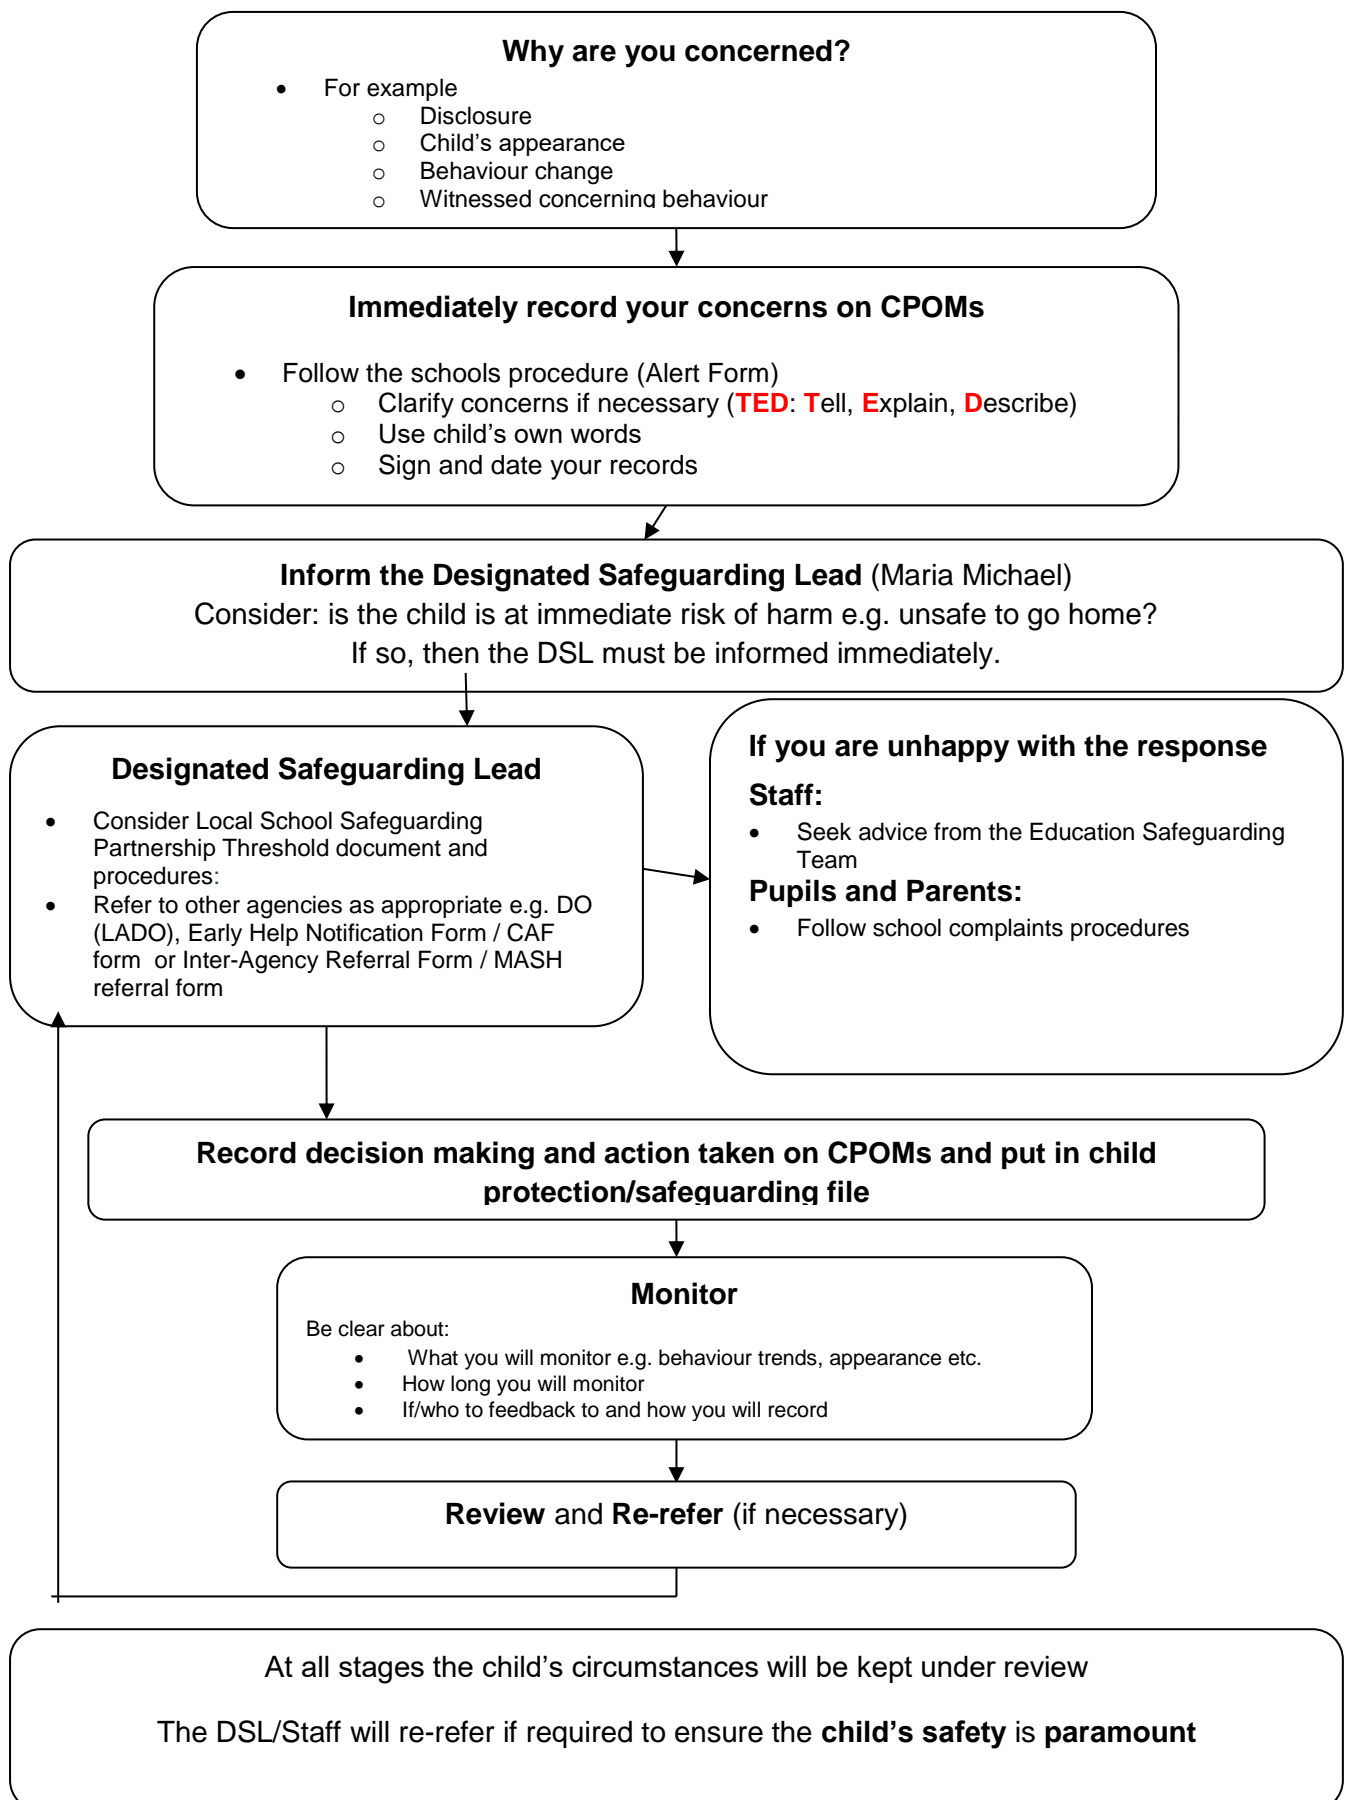 Why are you concerned?
• For example
o Disclosure
o Child’s appearance
o Behaviour change
o Witnessed concerning behaviour
Immediately record your concerns on CPOMs
• Follow the schools procedure (Alert Form)
o Clarify concerns if necessary (TED: Tell, Explain, Describe)
o Use child’s own words
o Sign and date your records
Inform the Designated Safeguarding Lead (Maria Michael)
Consider: is the child is at immediate risk of harm e.g. unsafe to go home?
If so, then the DSL must be informed immediately.
Designated Safeguarding Lead
• Consider Local School Safeguarding
Partnership Threshold document and
procedures:
• Refer to other agencies as appropriate e.g. DO
(LADO), Early Help Notification Form / CAF
form or Inter-Agency Referral Form / MASH
referral form
If you are unhappy with the response
Staff:
• Seek advice from the Education Safeguarding
Team
Pupils and Parents:
• Follow school complaints procedures
Record decision making and action taken on CPOMs and put in child
protection/safeguarding file
Monitor
Be clear about:
• What you will monitor e.g. behaviour trends, appearance etc.
• How long you will monitor
• If/who to feedback to and how you will record
Review and Re-refer (if necessary)
At all stages the child’s circumstances will be kept under review
The DSL/Staff will re-refer if required to ensure the child’s safety is paramount